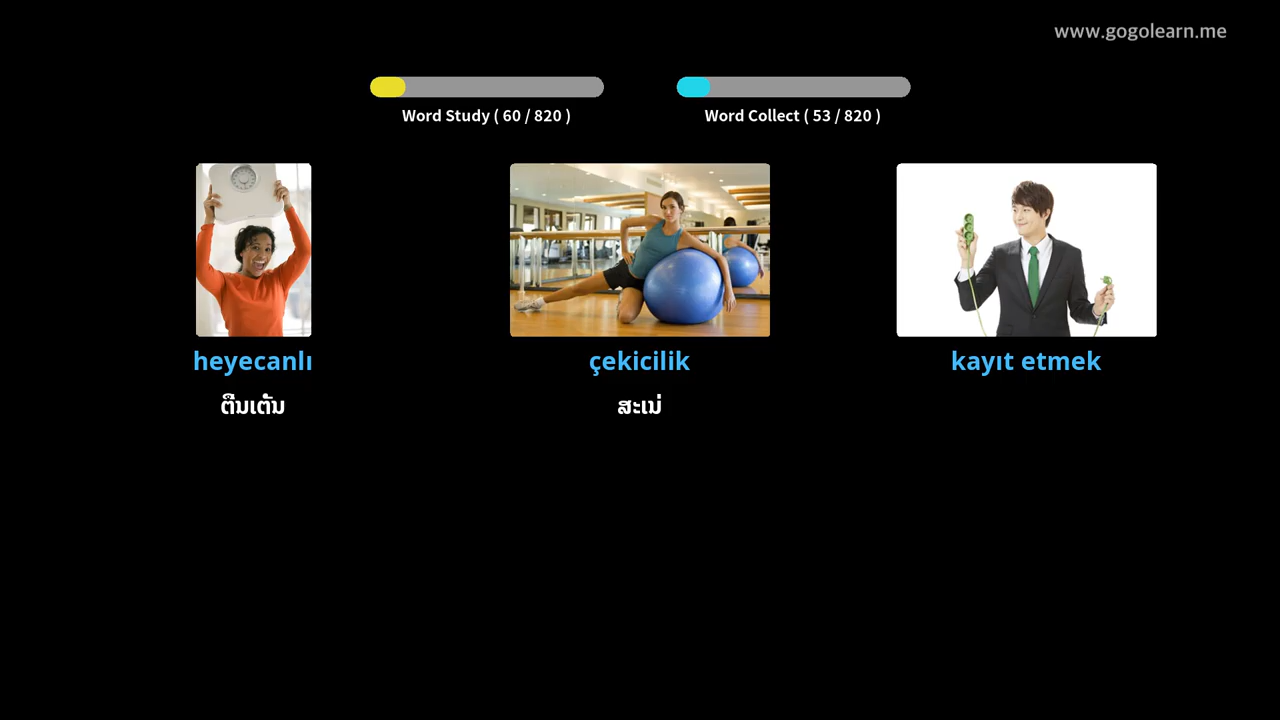 www.gogolearn.me
Word Study ( 60 / 820 )
Word Collect ( 53 / 820 )
heyecanlı
çekicilik
kayıt etmek
ຕື່ນເຕັ້ນ
ສະເນ່